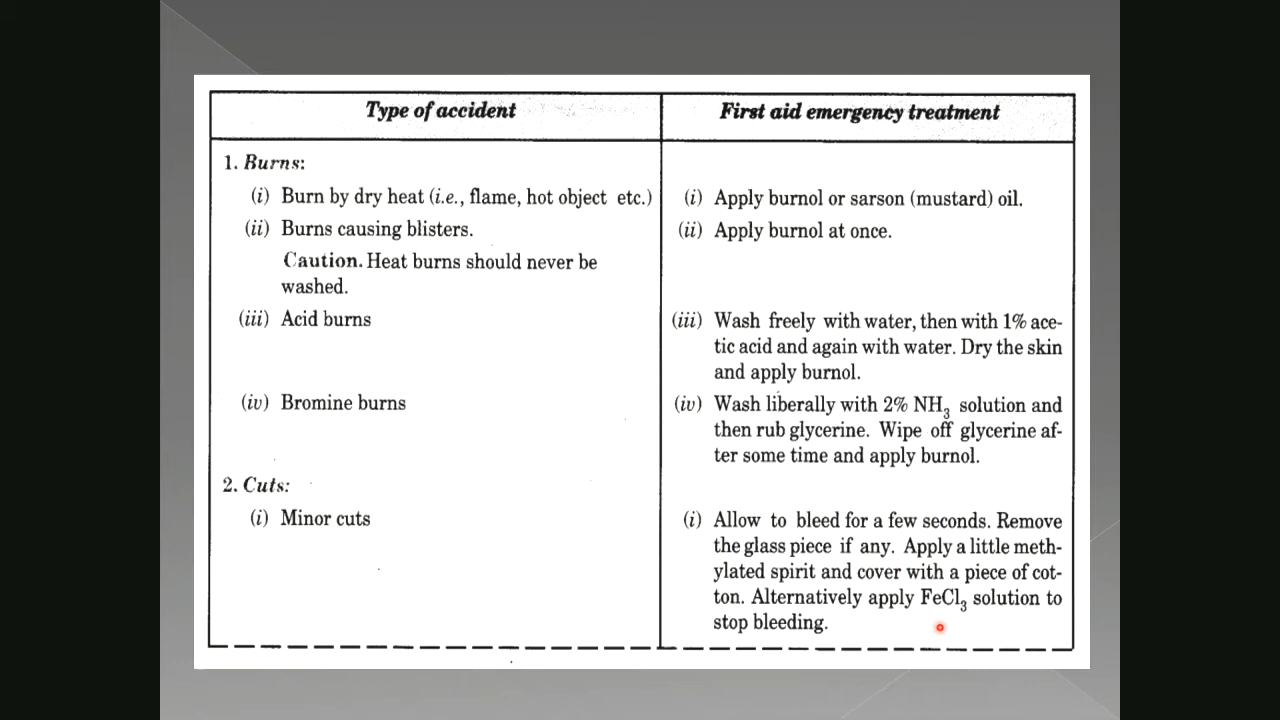 Type of accident
First aid emergency treatment
1. Burns:
(i) Burn by dry heat (i.e., flame, hot object etc.)
(i) Apply burnol or sarson (mustard) oil.
(ii) Burns causing blisters.
(ii) Apply burnol at once.
Caution. Heat burns should never be
washed.
(iii) Acid burns
(iii) Wash freely with water, then with 1% ace-
tic acid and again with water. Dry the skin
and apply burnol.
(iv) Bromine burns
(iv) Wash liberally with 2% NH₃ solution and
then rub glycerine. Wipe off glycerine af-
ter some time and apply burnol.
2. Cuts:
(i) Minor cuts
(i) Allow to bleed for a few seconds. Remove
the glass piece if any. Apply a little meth-
ylated spirit and cover with a piece of cot-
ton. Alternatively apply FeCl₃ solution to
stop bleeding.